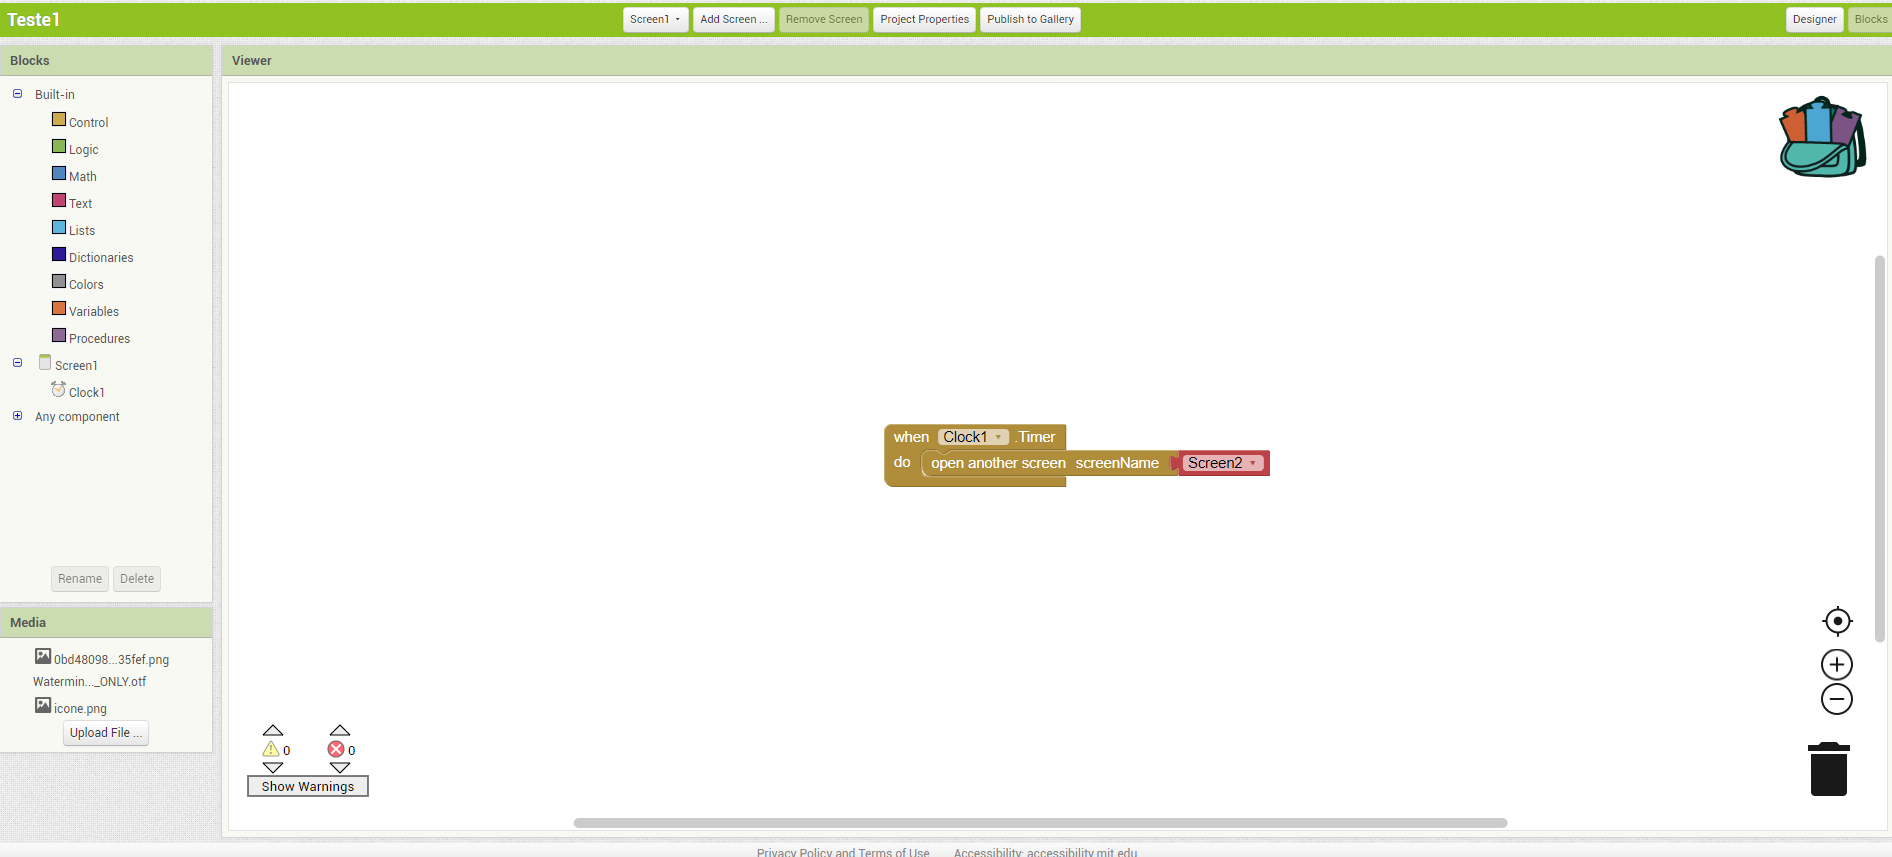 Teste1
Screen1
Add Screen ...
Remove Screen
Project Properties
Publish to Gallery
Designer
Blocks
Blocks
Viewer
Built-in
Control
Logic
Math
Text
Lists
Dictionaries
Colors
Variables
Procedures
Screen1
Clock1
Any component
Rename
Delete
Media
0bd48098...35fef.png
Watermin..._ONLY.otf
icone.png
Upload File ...
when Clock1 .Timer
do open another screen screenName Screen2
0
0
Show Warnings
Privacy Policy and Terms of Use
Accessibility: accessibility.mit.edu